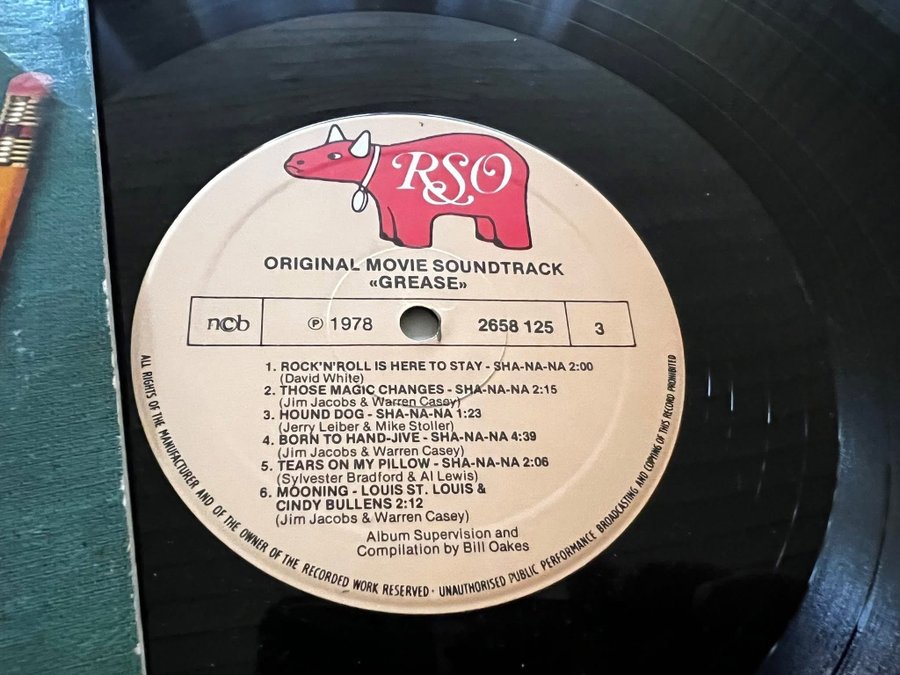 RSO
ORIGINAL MOVIE SOUNDTRACK
«GREASE»
ncb ℗ 1978 2658 125 3
1. ROCK'N'ROLL IS HERE TO STAY - SHA-NA-NA 2:00
(David White)
2. THOSE MAGIC CHANGES - SHA-NA-NA 2:15
(Jim Jacobs & Warren Casey)
3. HOUND DOG - SHA-NA-NA 1:23
(Jerry Leiber & Mike Stoller)
4. BORN TO HAND-JIVE - SHA-NA-NA 4:39
(Jim Jacobs & Warren Casey)
5. TEARS ON MY PILLOW - SHA-NA-NA 2:06
(Sylvester Bradford & Al Lewis)
6. MOONING - LOUIS ST. LOUIS &
CINDY BULLENS 2:12
(Jim Jacobs & Warren Casey)
Album Supervision and
Compilation by Bill Oakes
ALL RIGHTS OF THE MANUFACTURER AND OF THE OWNER OF THE RECORDED WORK RESERVED · UNAUTHORISED PUBLIC PERFORMANCE BROADCASTING AND COPYING OF THIS RECORD PROHIBITED